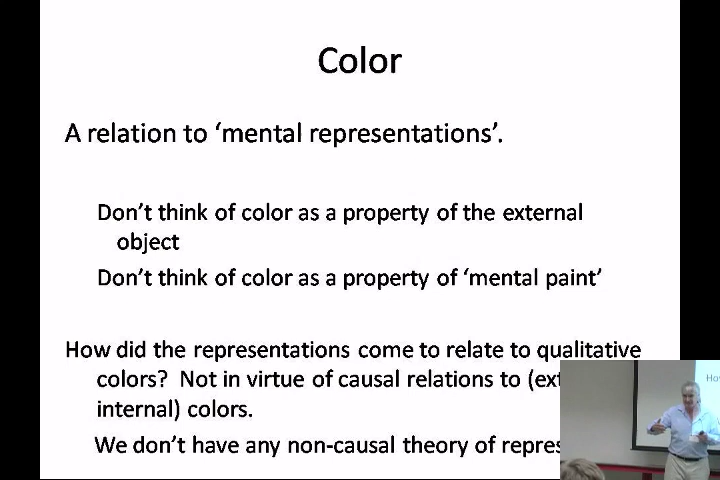 Color
A relation to ‘mental representations’.
Don’t think of color as a property of the external
object
Don’t think of color as a property of ‘mental paint’
How did the representations come to relate to qualitative
colors? Not in virtue of causal relations to
internal) colors.
We don’t have any non-causal theory of